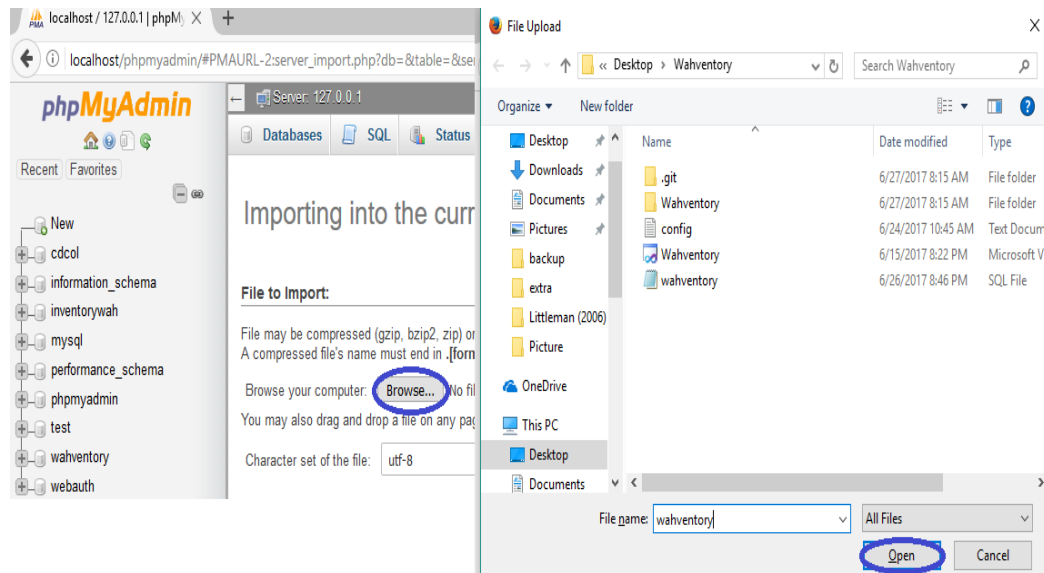 localhost / 127.0.0.1 | phpMy
localhost/phpmyadmin/#PMAURL-2:server_import.php?db=&table=&ser
phpMyAdmin
Recent Favorites
New
cdcol
information_schema
inventorywah
mysql
performance_schema
phpmyadmin
test
wahventory
webauth
Server: 127.0.0.1
Databases SQL Status
Importing into the curr
File to Import:
File may be compressed (gzip, bzip2, zip) or
A compressed file's name must end in .[form
Browse your computer: Browse... No fil
You may also drag and drop a file on any pag
Character set of the file: utf-8
File Upload
« Desktop > Wahventory
Search Wahventory
Organize New folder
Desktop
Downloads
Documents
Pictures
backup
extra
Littleman (2006)
Picture
OneDrive
This PC
Desktop
Documents
Name Date modified Type
.git 6/27/2017 8:15 AM File folder
Wahventory 6/27/2017 8:15 AM File folder
config 6/24/2017 10:45 AM Text Docum
Wahventory 6/15/2017 8:22 PM Microsoft V
wahventory 6/26/2017 8:46 PM SQL File
File name: wahventory All Files
Open Cancel